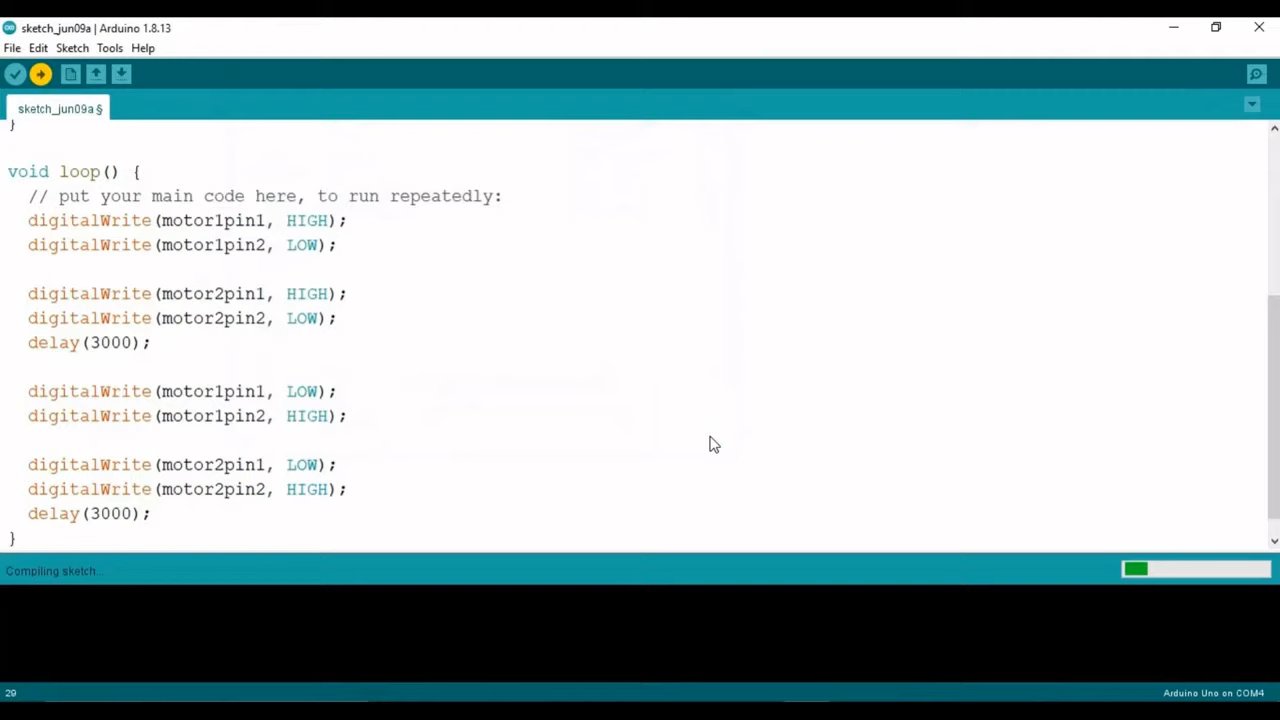 sketch_jun09a | Arduino 1.8.13
File Edit Sketch Tools Help
sketch_jun09a §
}
void loop() {
// put your main code here, to run repeatedly:
digitalWrite(motor1pin1, HIGH);
digitalWrite(motor1pin2, LOW);
digitalWrite(motor2pin1, HIGH);
digitalWrite(motor2pin2, LOW);
delay(3000);
digitalWrite(motor1pin1, LOW);
digitalWrite(motor1pin2, HIGH);
digitalWrite(motor2pin1, LOW);
digitalWrite(motor2pin2, HIGH);
delay(3000);
}
Compiling sketch...
29
Arduino Uno on COM4